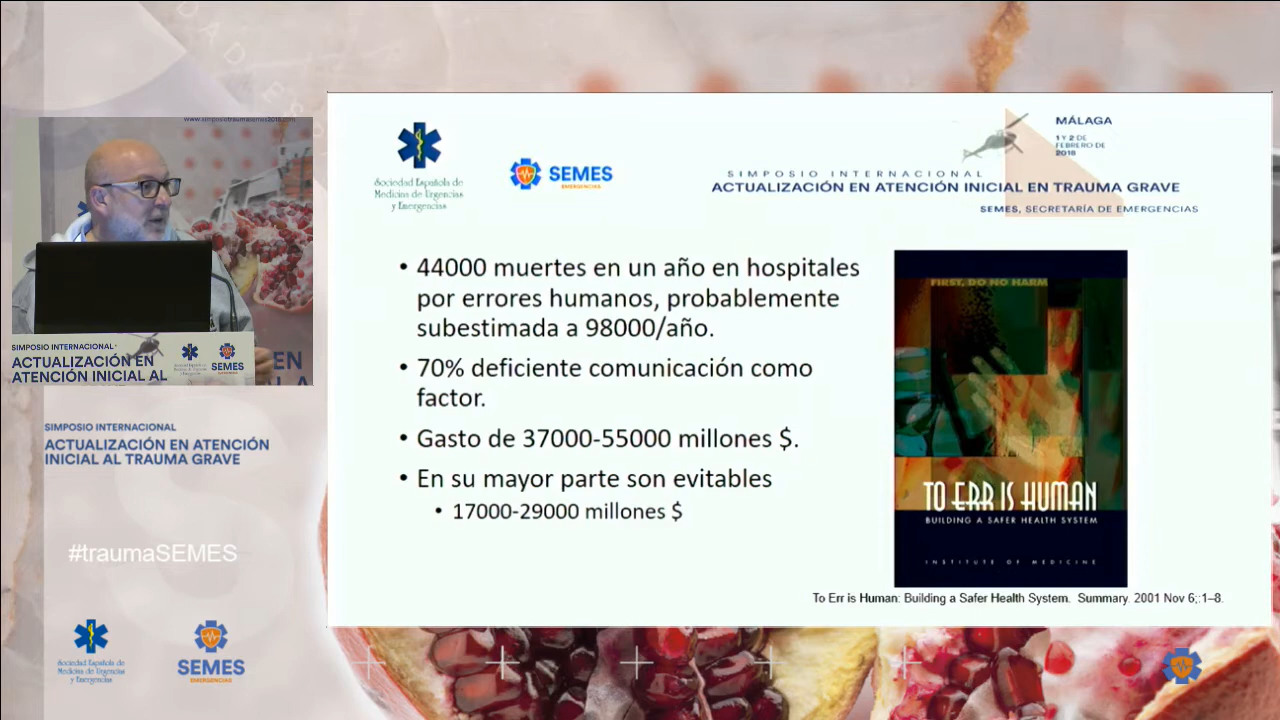 www.simposiotraumasemes2018.com
SIMPOSIO INTERNACIONAL
ACTUALIZACIÓN EN
ATENCIÓN INICIAL AL
SEMES
EN
SIMPOSIO INTERNACIONAL
ACTUALIZACIÓN EN ATENCIÓN
INICIAL AL TRAUMA GRAVE
#traumaSEMES
Sociedad Española de
Medicina de Urgencias
y Emergencias
SEMES
EMERGENCIAS
Sociedad Española de
Medicina de Urgencias
y Emergencias
SEMES
EMERGENCIAS
MÁLAGA
1 Y 2 DE
FEBRERO DE
2018
SIMPOSIO INTERNACIONAL
ACTUALIZACIÓN EN ATENCIÓN INICIAL EN TRAUMA GRAVE
SEMES, SECRETARÍA DE EMERGENCIAS
• 44000 muertes en un año en hospitales
por errores humanos, probablemente
subestimada a 98000/año.
• 70% deficiente comunicación como
factor.
• Gasto de 37000-55000 millones $.
• En su mayor parte son evitables
• 17000-29000 millones $
FIRST, DO NO HARM
TO ERR IS HUMAN
BUILDING A SAFER HEALTH SYSTEM
INSTITUTE OF MEDICINE
To Err is Human: Building a Safer Health System. Summary. 2001 Nov 6;:1–8.